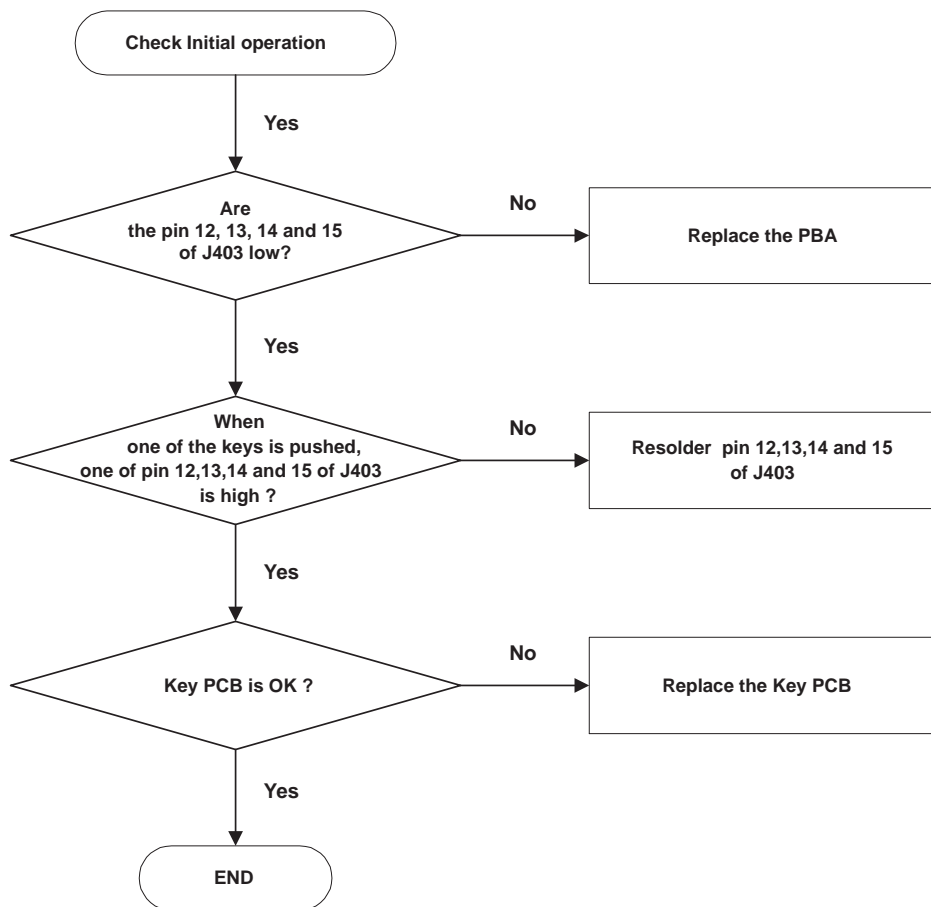 Check Initial operation
Yes
Are
the pin 12, 13, 14 and 15
of J403 low?
No
Replace the PBA
Yes
When
one of the keys is pushed,
one of pin 12,13,14 and 15 of J403
is high ?
No
Resolder pin 12,13,14 and 15
of J403
Yes
Key PCB is OK ?
No
Replace the Key PCB
Yes
END